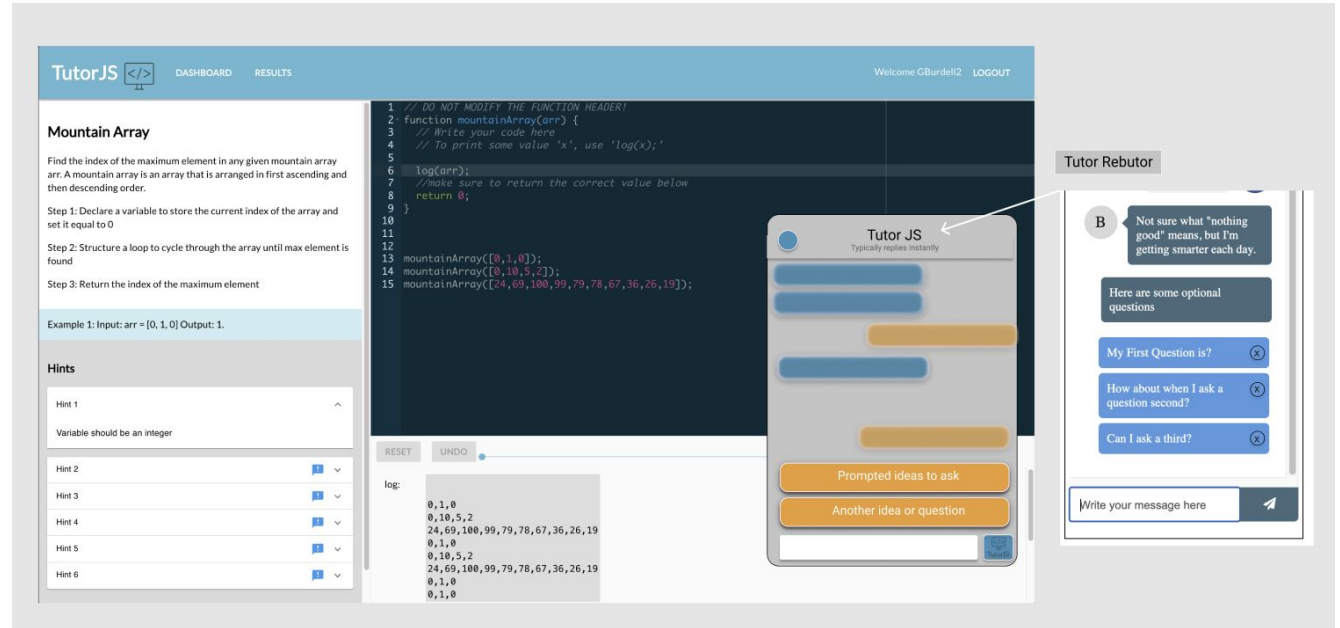 TutorJS </>
DASHBOARD
RESULTS
Welcome GBurdell2
LOGOUT
Mountain Array
Find the index of the maximum element in any given mountain array
arr. A mountain array is an array that is arranged in first ascending and
then descending order.
Step 1: Declare a variable to store the current index of the array and
set it equal to 0
Step 2: Structure a loop to cycle through the array until max element is
found
Step 3: Return the index of the maximum element
Example 1: Input: arr = [0, 1, 0] Output: 1.
Hints
Hint 1
Variable should be an integer
Hint 2
Hint 3
Hint 4
Hint 5
Hint 6
1 // DO NOT MODIFY THE FUNCTION HEADER!
2 function mountainArray(arr) {
3 // Write your code here
4 // To print some value 'x', use 'log(x);'
5
6 log(arr);
7 //make sure to return the correct value below
8 return 0;
9 }
10
11
12
13 mountainArray([0,1,0]);
14 mountainArray([0,10,5,2]);
15 mountainArray([24,69,100,99,79,78,67,36,26,19]);
RESET
UNDO
log:
0,1,0
0,10,5,2
24,69,100,99,79,78,67,36,26,19
0,1,0
0,10,5,2
24,69,100,99,79,78,67,36,26,19
0,1,0
0,1,0
Tutor JS
Typically replies instantly
Prompted ideas to ask
Another idea or question
TutorJS
Tutor Rebutor
B
Not sure what "nothing
good" means, but I'm
getting smarter each day.
Here are some optional
questions
My First Question is?
x
How about when I ask a
question second?
x
Can I ask a third?
x
Write your message here